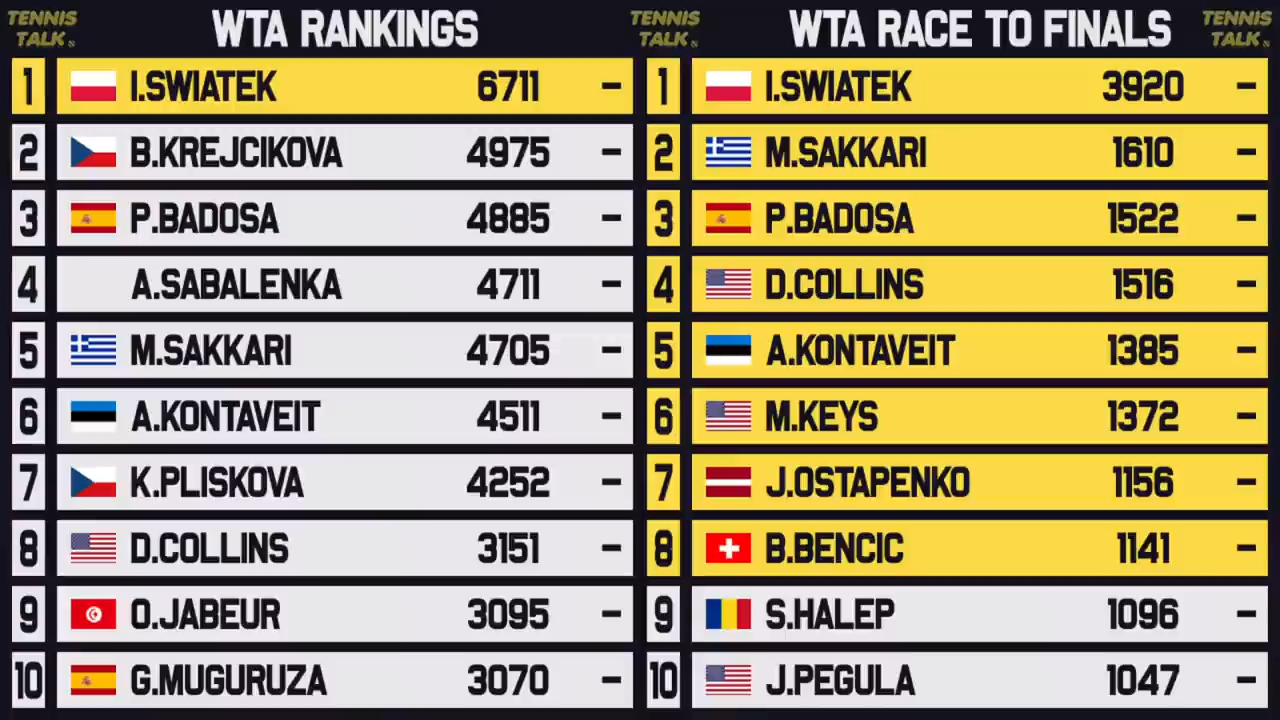 TENNIS TALK WTA RANKINGS
1 I.SWIATEK 6711 –
2 B.KREJCIKOVA 4975 –
3 P.BADOSA 4885 –
4 A.SABALENKA 4711 –
5 M.SAKKARI 4705 –
6 A.KONTAVEIT 4511 –
7 K.PLISKOVA 4252 –
8 D.COLLINS 3151 –
9 O.JABEUR 3095 –
10 G.MUGURUZA 3070 –
TENNIS TALK WTA RACE TO FINALS TENNIS TALK
1 I.SWIATEK 3920 –
2 M.SAKKARI 1610 –
3 P.BADOSA 1522 –
4 D.COLLINS 1516 –
5 A.KONTAVEIT 1385 –
6 M.KEYS 1372 –
7 J.OSTAPENKO 1156 –
8 B.BENCIC 1141 –
9 S.HALEP 1096 –
10 J.PEGULA 1047 –